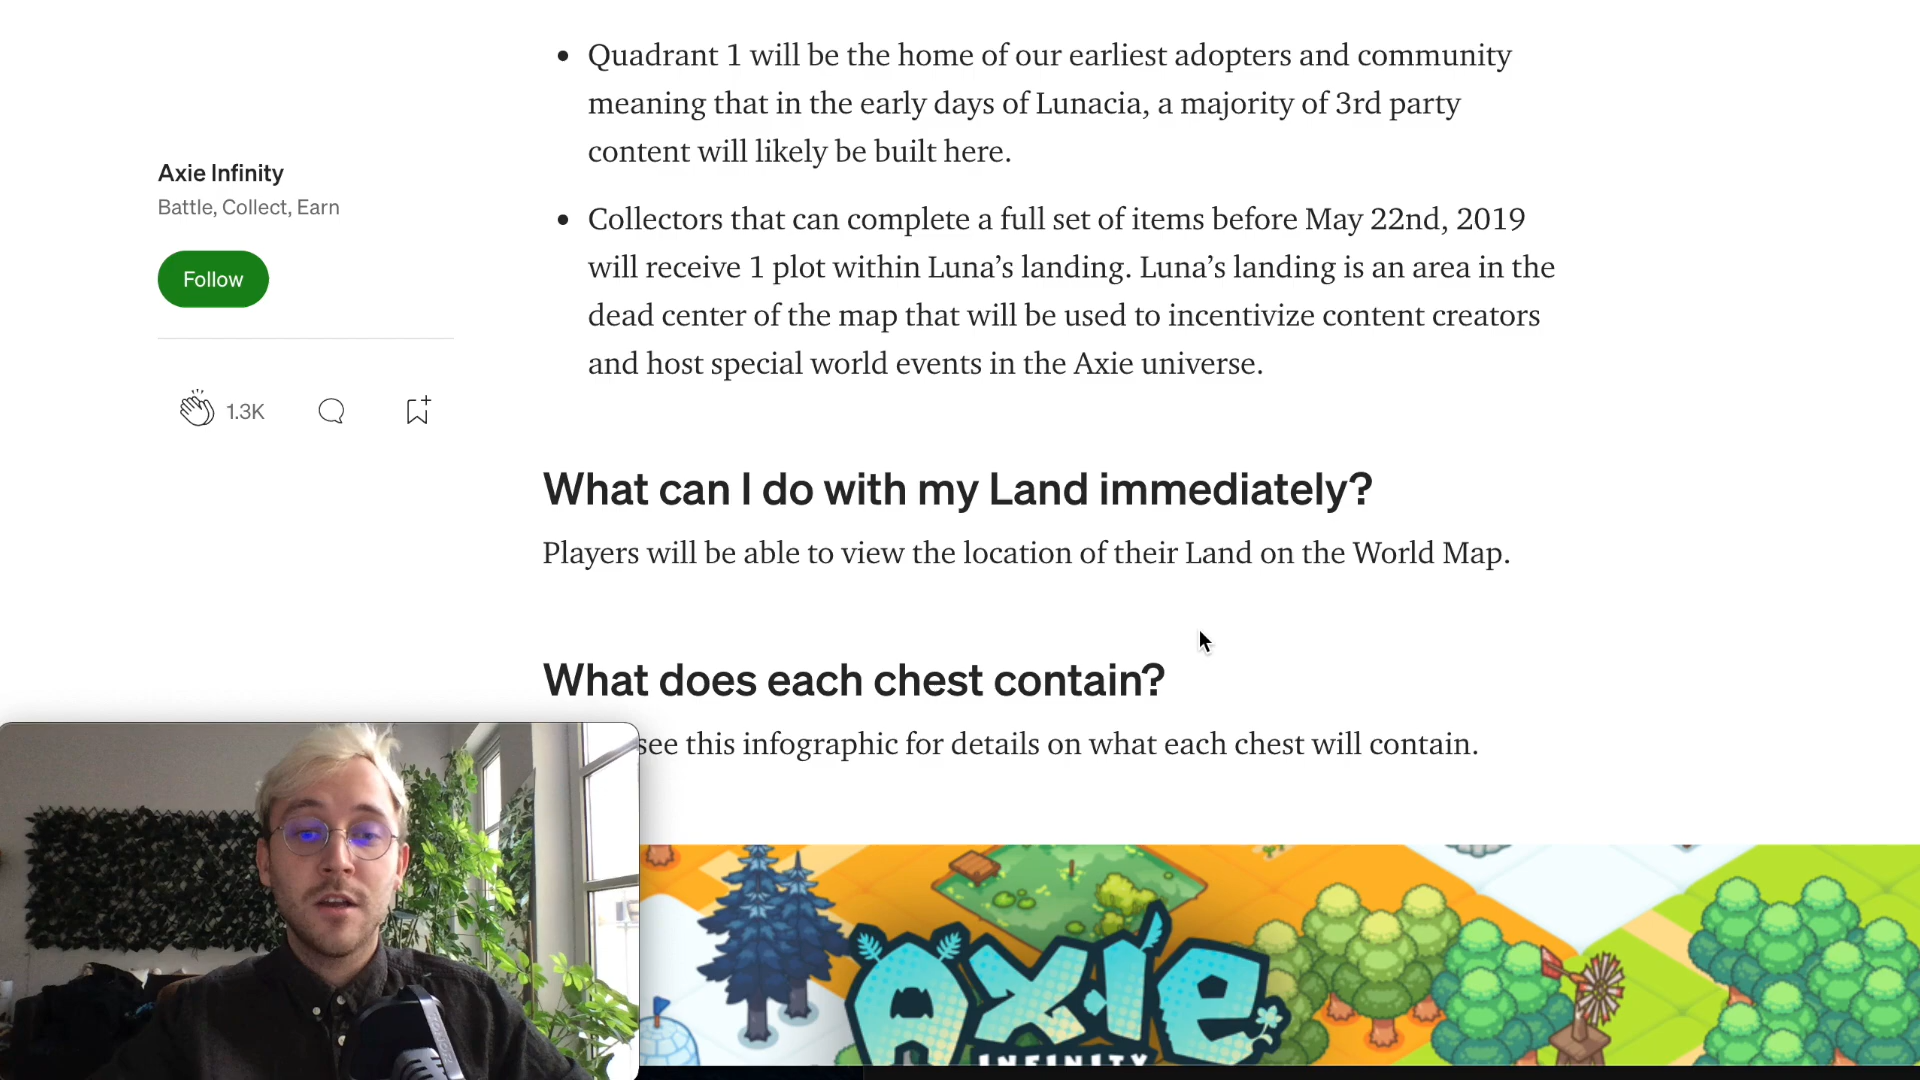 Quadrant 1 will be the home of our earliest adopters and community
meaning that in the early days of Lunacia, a majority of 3rd party
content will likely be built here.
Axie Infinity
Battle, Collect, Earn
Follow
1.3K
Collectors that can complete a full set of items before May 22nd, 2019
will receive 1 plot within Luna’s landing. Luna’s landing is an area in the
dead center of the map that will be used to incentivize content creators
and host special world events in the Axie universe.
What can I do with my Land immediately?
Players will be able to view the location of their Land on the World Map.
What does each chest contain?
see this infographic for details on what each chest will contain.
Axie
INFINITY